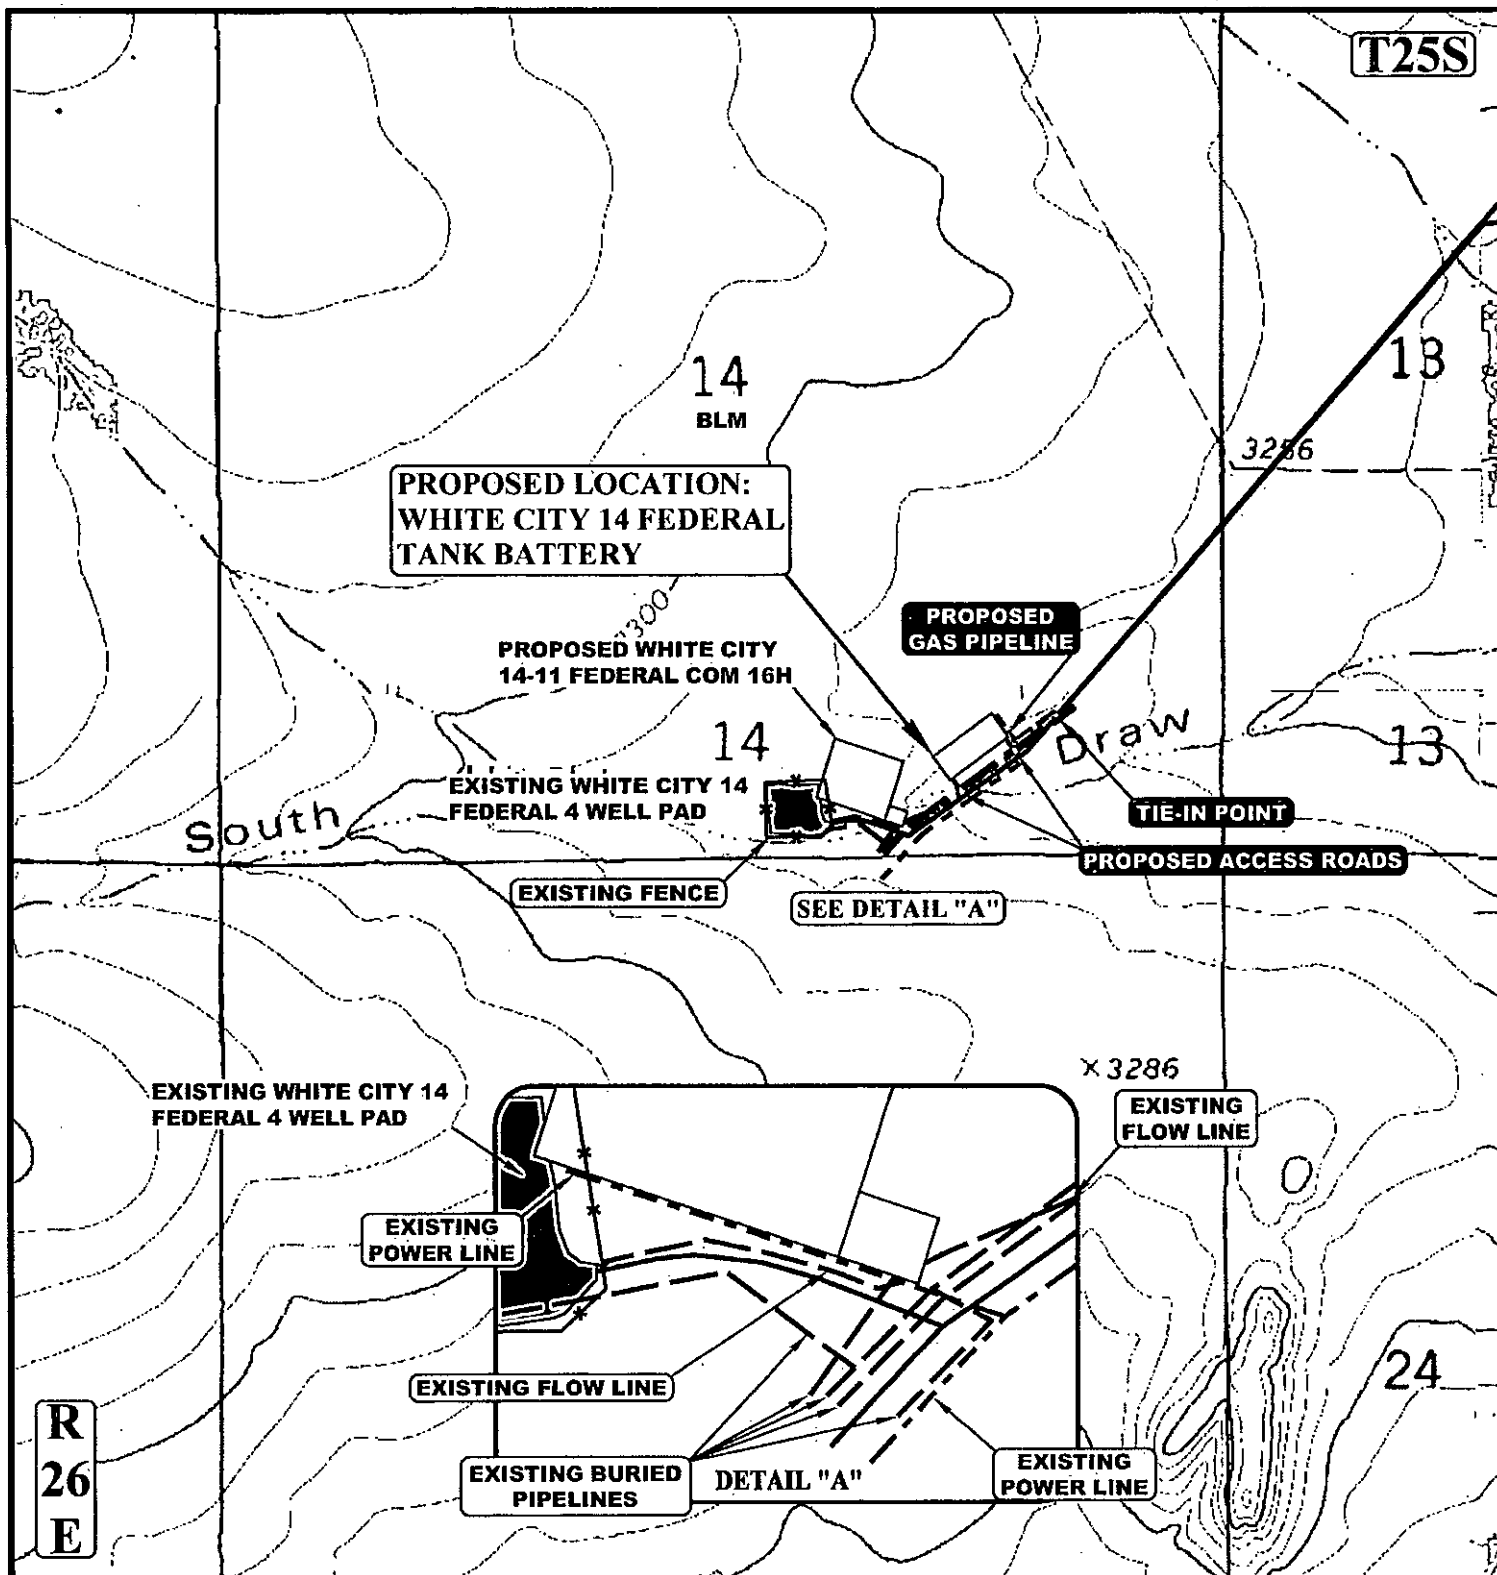 T25S
14
BLM
13
3256
PROPOSED LOCATION:
WHITE CITY 14 FEDERAL
TANK BATTERY
PROPOSED
GAS PIPELINE
3300
PROPOSED WHITE CITY
14-11 FEDERAL COM 16H
14
Draw
13
EXISTING WHITE CITY 14
FEDERAL 4 WELL PAD
South
TIE-IN POINT
PROPOSED ACCESS ROADS
EXISTING FENCE
SEE DETAIL "A"
×3286
EXISTING WHITE CITY 14
FEDERAL 4 WELL PAD
EXISTING
FLOW LINE
EXISTING
POWER LINE
24
EXISTING FLOW LINE
R
26
E
EXISTING BURIED
PIPELINES
DETAIL "A"
EXISTING
POWER LINE